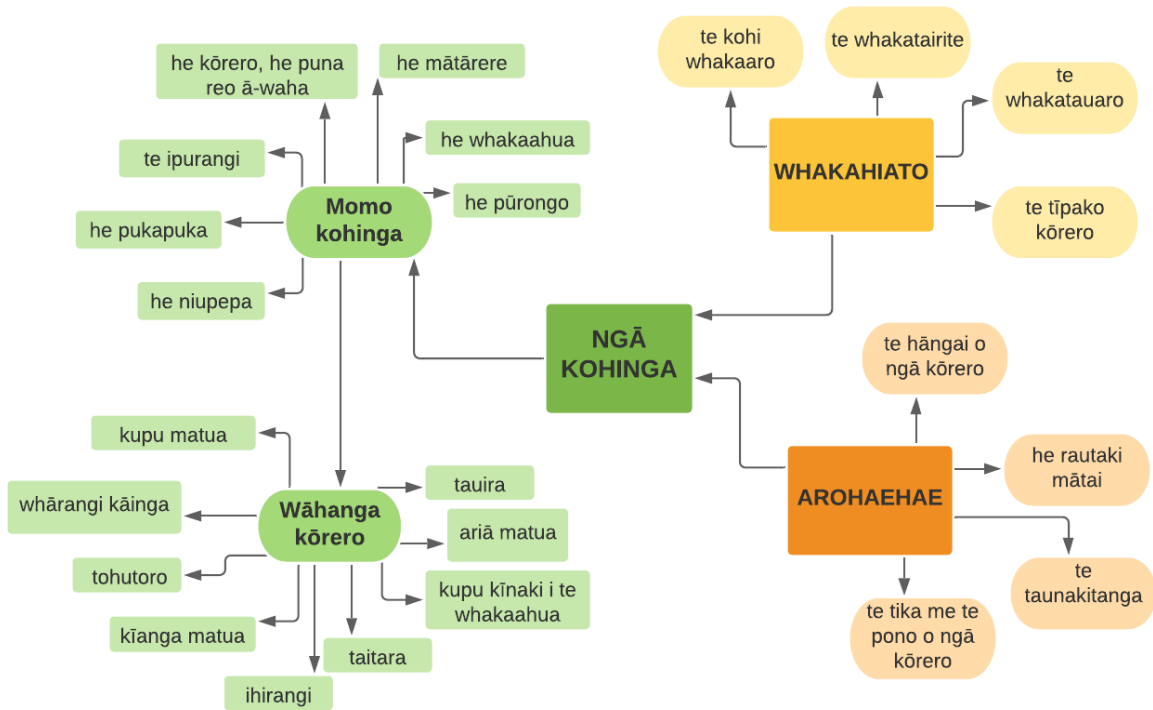 he kōrero, he puna
reo ā-waha
he mātārere
he whakaahua
te ipurangi
he pūrongo
Momo
kohinga
he pukapuka
he niupepa
te kohi
whakaaro
te whakatairite
te
whakatauaro
WHAKAHIATO
te tīpako
kōrero
NGĀ
KOHINGA
te hāngai o
ngā kōrero
he rautaki
mātai
AROHAEHAE
te
taunakitanga
te tika me te
pono o ngā
kōrero
kupu matua
whārangi kāinga
tauira
Wāhanga
kōrero
ariā matua
tohutoro
kupu kīnaki i te
whakaahua
kīanga matua
taitara
ihirangi